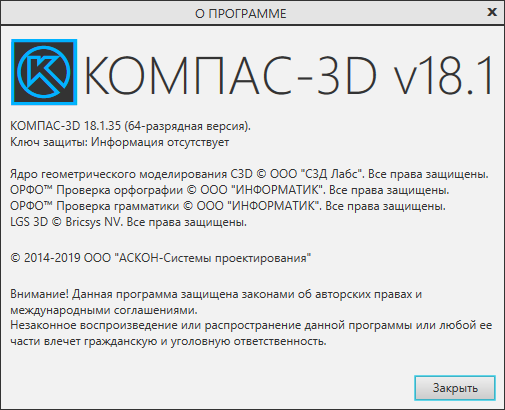 О ПРОГРАММЕ
КОМПАС-3D v18.1
КОМПАС-3D 18.1.35 (64-разрядная версия).
Ключ защиты: Информация отсутствует
Ядро геометрического моделирования C3D © ООО "С3Д Лабс". Все права защищены.
ОРФО™ Проверка орфографии © ООО "ИНФОРМАТИК". Все права защищены.
ОРФО™ Проверка грамматики © ООО "ИНФОРМАТИК". Все права защищены.
LGS 3D © Bricsys NV. Все права защищены.
© 2014-2019 ООО "АСКОН-Системы проектирования"
Внимание! Данная программа защищена законами об авторских правах и
международными соглашениями.
Незаконное воспроизведение или распространение данной программы или любой ее
части влечет гражданскую и уголовную ответственность.
Закрыть